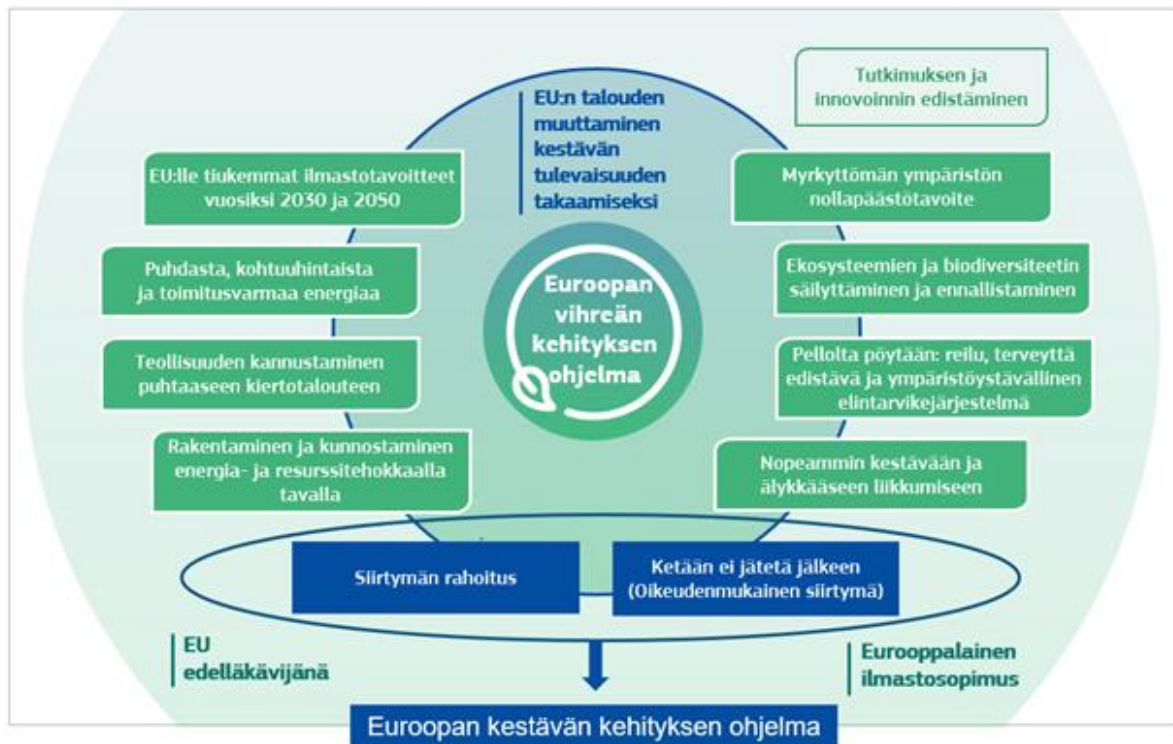 Tutkimuksen ja
innovoinnin edistäminen
EU:n talouden
muuttaminen
kestävän
tulevaisuuden
takaamiseksi
EU:lle tiukemmat ilmastotavoitteet
vuosiksi 2030 ja 2050
Myrkyttömän ympäristön
nollapäästötavoite
Puhdasta, kohtuuhintaista
ja toimitusvarmaa energiaa
Ekosysteemien ja biodiversiteetin
säilyttäminen ja ennallistaminen
Euroopan
vihreän
kehityksen
ohjelma
Teollisuuden kannustaminen
puhtaaseen kiertotalouteen
Pellolta pöytään: reilu, terveyttä
edistävä ja ympäristöystävällinen
elintarvikejärjestelmä
Rakentaminen ja kunnostaminen
energia- ja resurssitehokkaalla
tavalla
Nopeammin kestävään ja
älykkääseen liikkumiseen
Siirtymän rahoitus
Ketään ei jätetä jälkeen
(Oikeudenmukainen siirtymä)
EU
edelläkävijänä
Eurooppalainen
ilmastosopimus
Euroopan kestävän kehityksen ohjelma